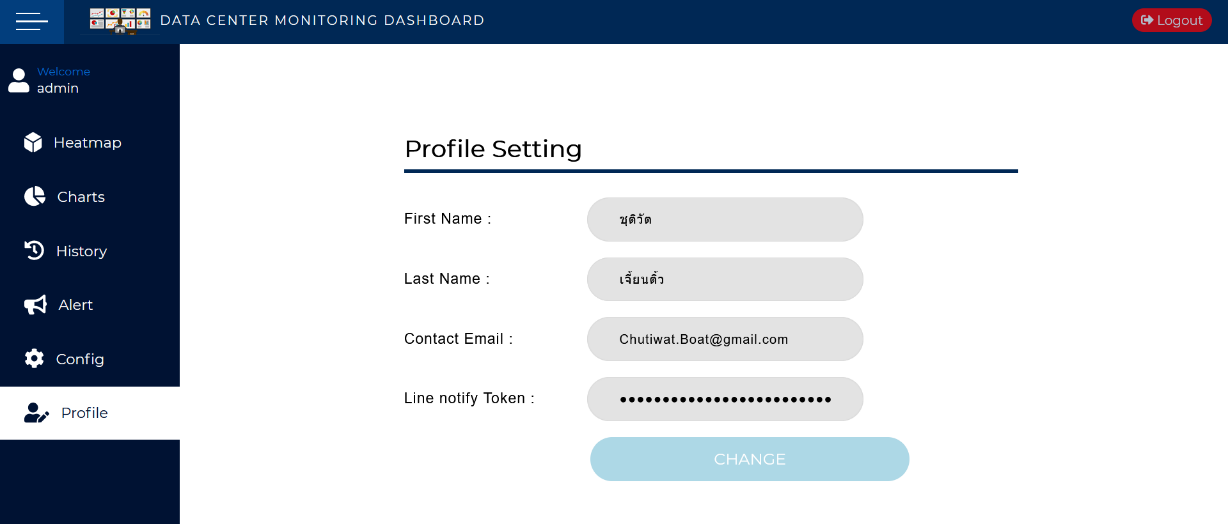 DATA CENTER MONITORING DASHBOARD
Logout
Welcome
admin
Heatmap
Charts
History
Alert
Config
Profile
Profile Setting
First Name : ชุติวัต
Last Name : เจี้ยนติ้ว
Contact Email : Chutiwat.Boat@gmail.com
Line notify Token : •••••••••••••••••••••••••
CHANGE